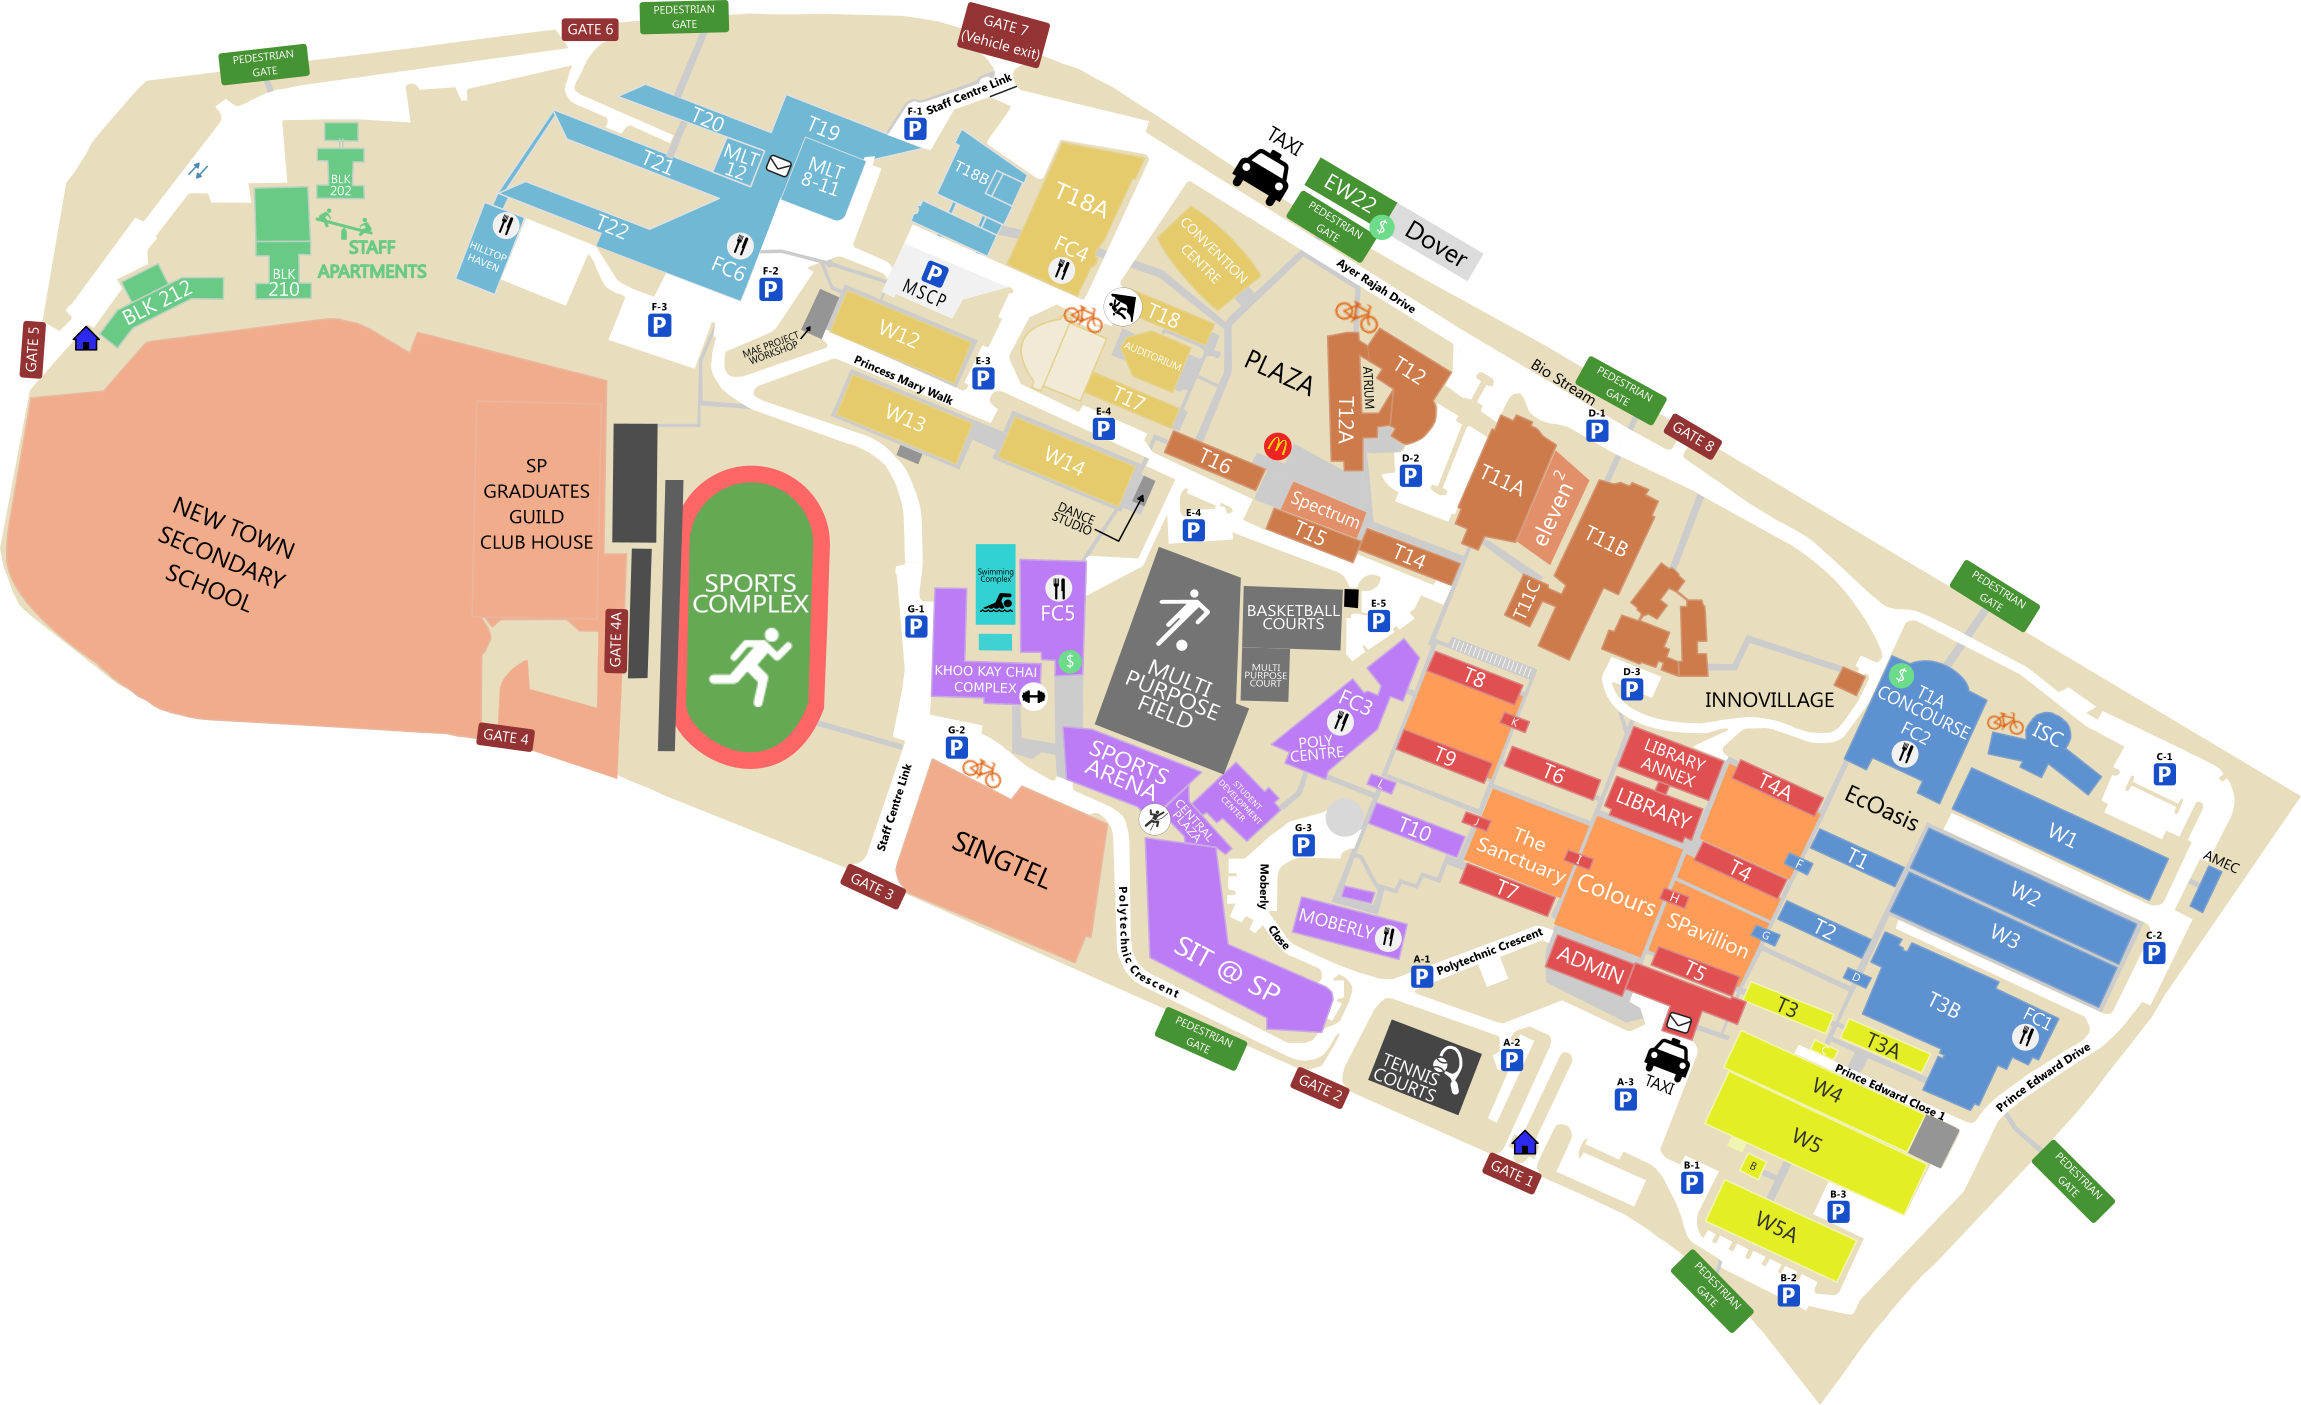 PEDESTRIAN
GATE
GATE 6
PEDESTRIAN
GATE
GATE 7
(Vehicle exit)
Staff Centre Link
F-1
P
T20
T19
T21
MLT
12
MLT
8-11
T22
HILLTOP
HAVEN
FC6
F-2
P
F-3
P
BLK
202
STAFF
APARTMENTS
BLK
210
BLK 212
GATE 5
T18B
T18A
FC4
P
MSCP
CONVENTION
CENTRE
TAXI
EW22
$
Dover
PEDESTRIAN
GATE
Ayer Rajah Drive
MAE PROJECT
WORKSHOP
W12
Princess Mary Walk
W13
W14
E-3
P
T18
AUDITORIUM
T17
E-4
P
PLAZA
T12
ATRIUM
T12A
T16
Spectrum
T15
T14
D-2
P
Bio Stream
PEDESTRIAN
GATE
D-1
P
GATE 8
T11A
eleven²
T11B
T11C
DANCE
STUDIO
E-4
P
NEW TOWN
SECONDARY
SCHOOL
SP
GRADUATES
GUILD
CLUB HOUSE
GATE 4A
GATE 4
SPORTS
COMPLEX
G-1
P
Swimming
Complex
FC5
$
KHOO KAY CHAI
COMPLEX
MULTI
PURPOSE
FIELD
BASKETBALL
COURTS
MULTI
PURPOSE
COURT
E-5
P
FC3
POLY
CENTRE
G-2
P
SPORTS
ARENA
STUDENT
DEVELOPMENT
CENTER
CENTRAL
PLAZA
Staff Centre Link
SINGTEL
GATE 3
Polytechnic Crescent
SIT @ SP
Moberly
Close
G-3
P
MOBERLY
T10
L
T8
K
T9
T6
J
The
Sanctuary
I
T7
Colours
H
D-3
P
INNOVILLAGE
LIBRARY
ANNEX
LIBRARY
T4A
T4
SPavillion
T5
ADMIN
Polytechnic Crescent
A-1
P
PEDESTRIAN
GATE
$
T1A
CONCOURSE
FC2
ISC
EcOasis
C-1
P
W1
AMEC
T1
F
W2
W3
T2
G
D
C-2
P
T3B
FC1
T3
T3A
C
W4
Prince Edward Close 1
Prince Edward Drive
W5
B
W5A
B-1
P
B-3
P
B-2
P
PEDESTRIAN
GATE
PEDESTRIAN
GATE
TAXI
A-3
P
A-2
P
TENNIS
COURTS
GATE 1
GATE 2
PEDESTRIAN
GATE